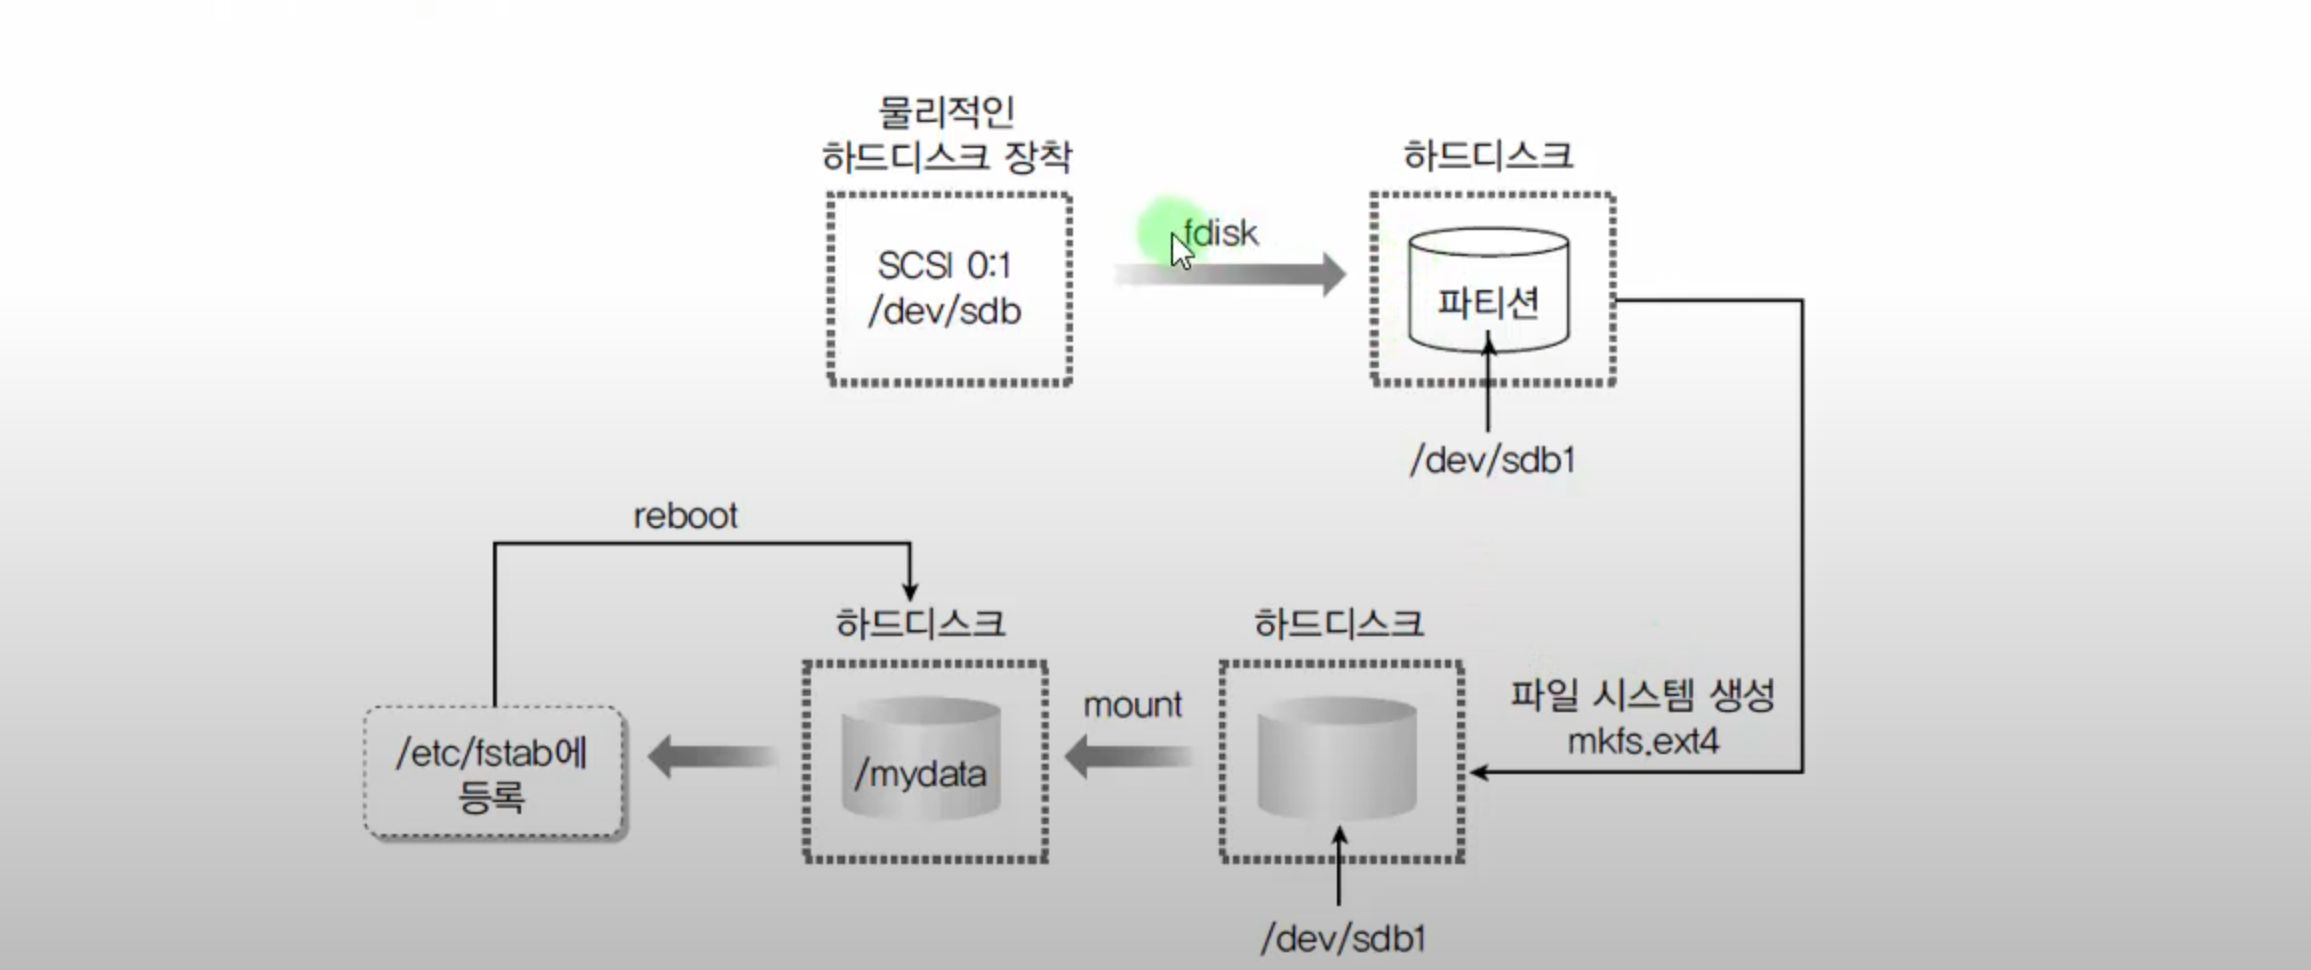 물리적인
하드디스크 장착
SCSI 0:1
/dev/sdb
fdisk
하드디스크
파티션
/dev/sdb1
파일 시스템 생성
mkfs.ext4
하드디스크
/dev/sdb1
mount
하드디스크
/mydata
/etc/fstab에
등록
reboot